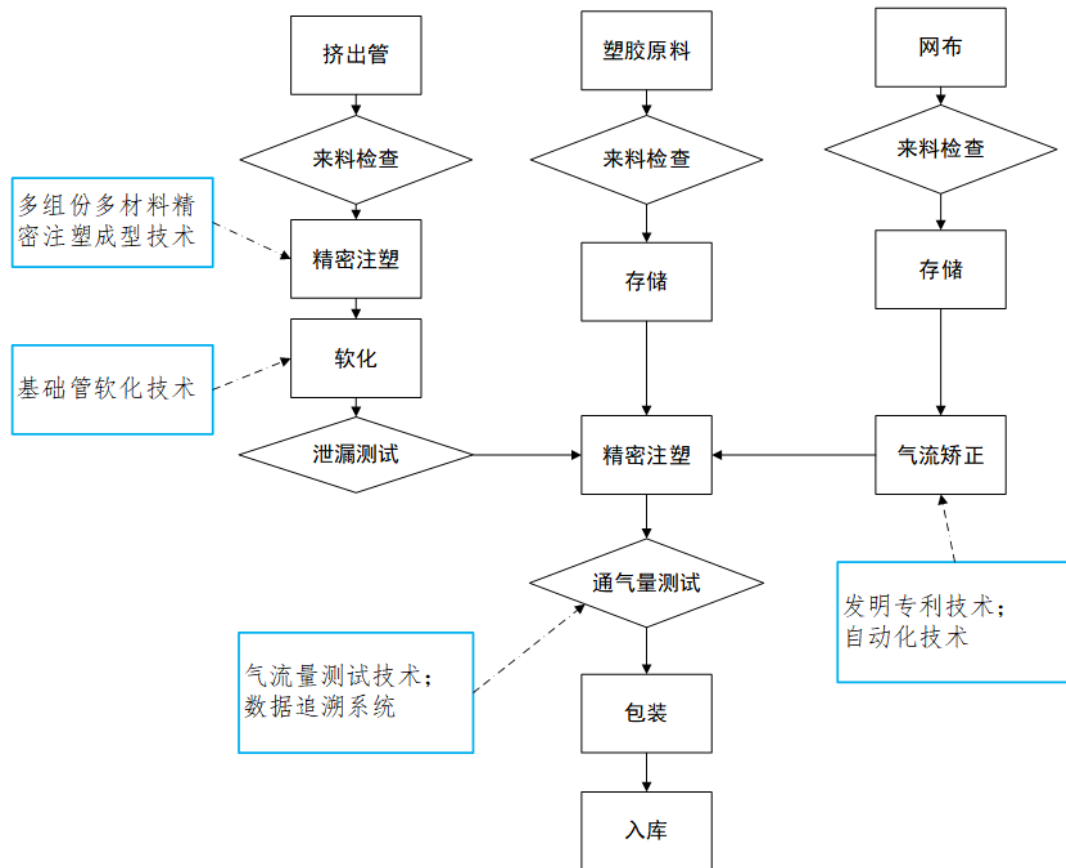 挤出管
塑胶原料
网布
来料检查
来料检查
来料检查
多组份多材料精
密注塑成型技术
精密注塑
存储
存储
基础管软化技术
软化
泄漏测试
精密注塑
气流矫正
通气量测试
发明专利技术；
自动化技术
气流量测试技术；
数据追溯系统
包装
入库